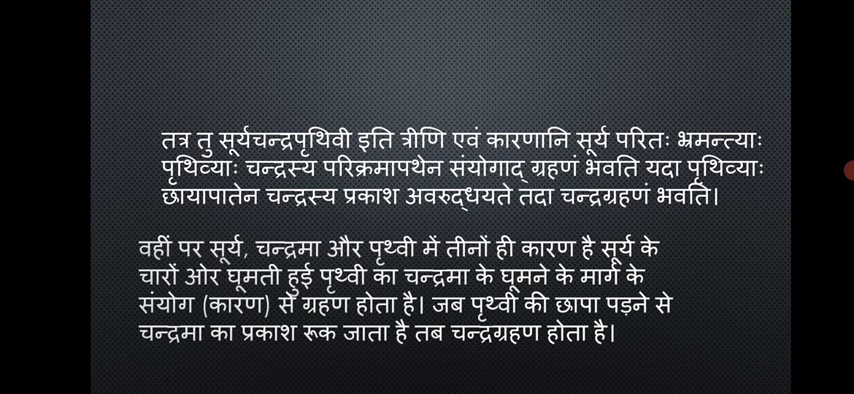 तत्र तु सूर्यचन्द्रपृथिवी इति त्रीणि एवं कारणानि सूर्य परितः भ्रमन्त्याः
पृथिव्याः चन्द्रस्य परिक्रमापथेन संयोगाद् ग्रहणं भवति यदा पृथिव्याः
छायापातेन चन्द्रस्य प्रकाश अवरुद्धयते तदा चन्द्रग्रहणं भवति।
वहीं पर सूर्य, चन्द्रमा और पृथ्वी में तीनों ही कारण है सूर्य के
चारों ओर घूमती हुई पृथ्वी का चन्द्रमा के घूमने के मार्ग के
संयोग (कारण) से ग्रहण होता है। जब पृथ्वी की छापा पड़ने से
चन्द्रमा का प्रकाश रूक जाता है तब चन्द्रग्रहण होता है।